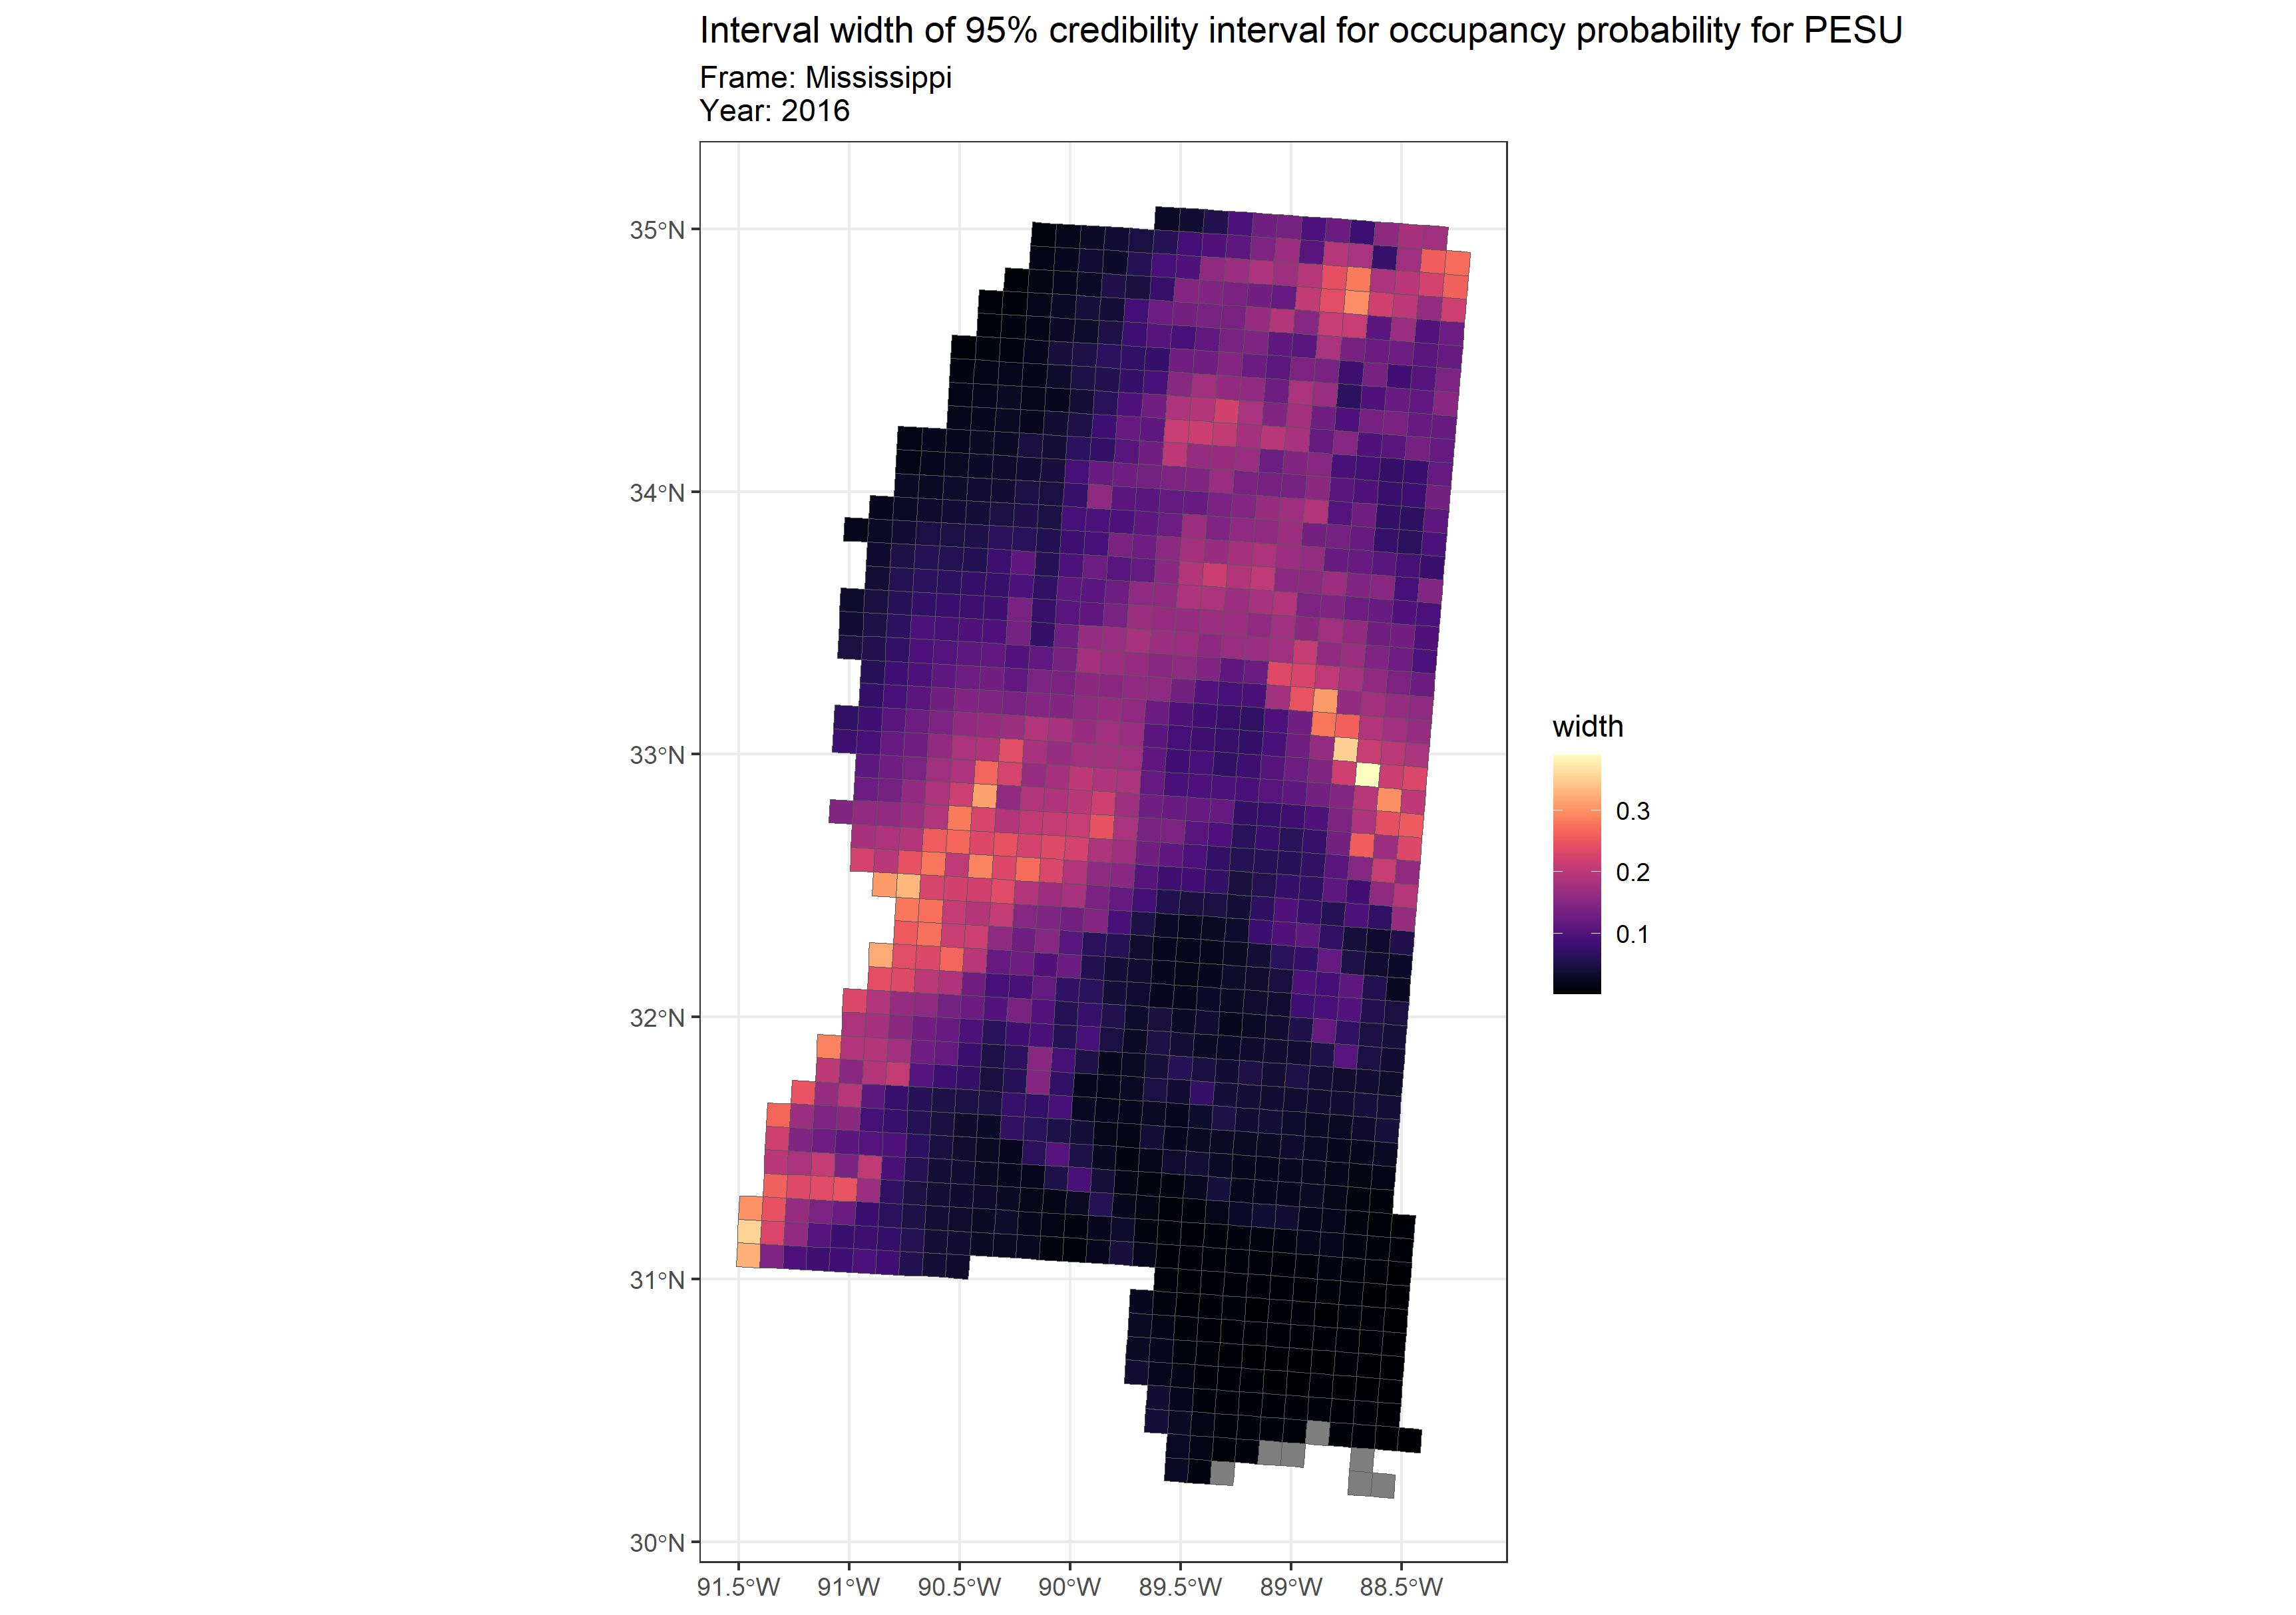 Interval width of 95% credibility interval for occupancy probability for PESU
Frame: Mississippi
Year: 2016
35°N
34°N
33°N
32°N
31°N
30°N
91.5°W
91°W
90.5°W
90°W
89.5°W
89°W
88.5°W
width
0.3
0.2
0.1